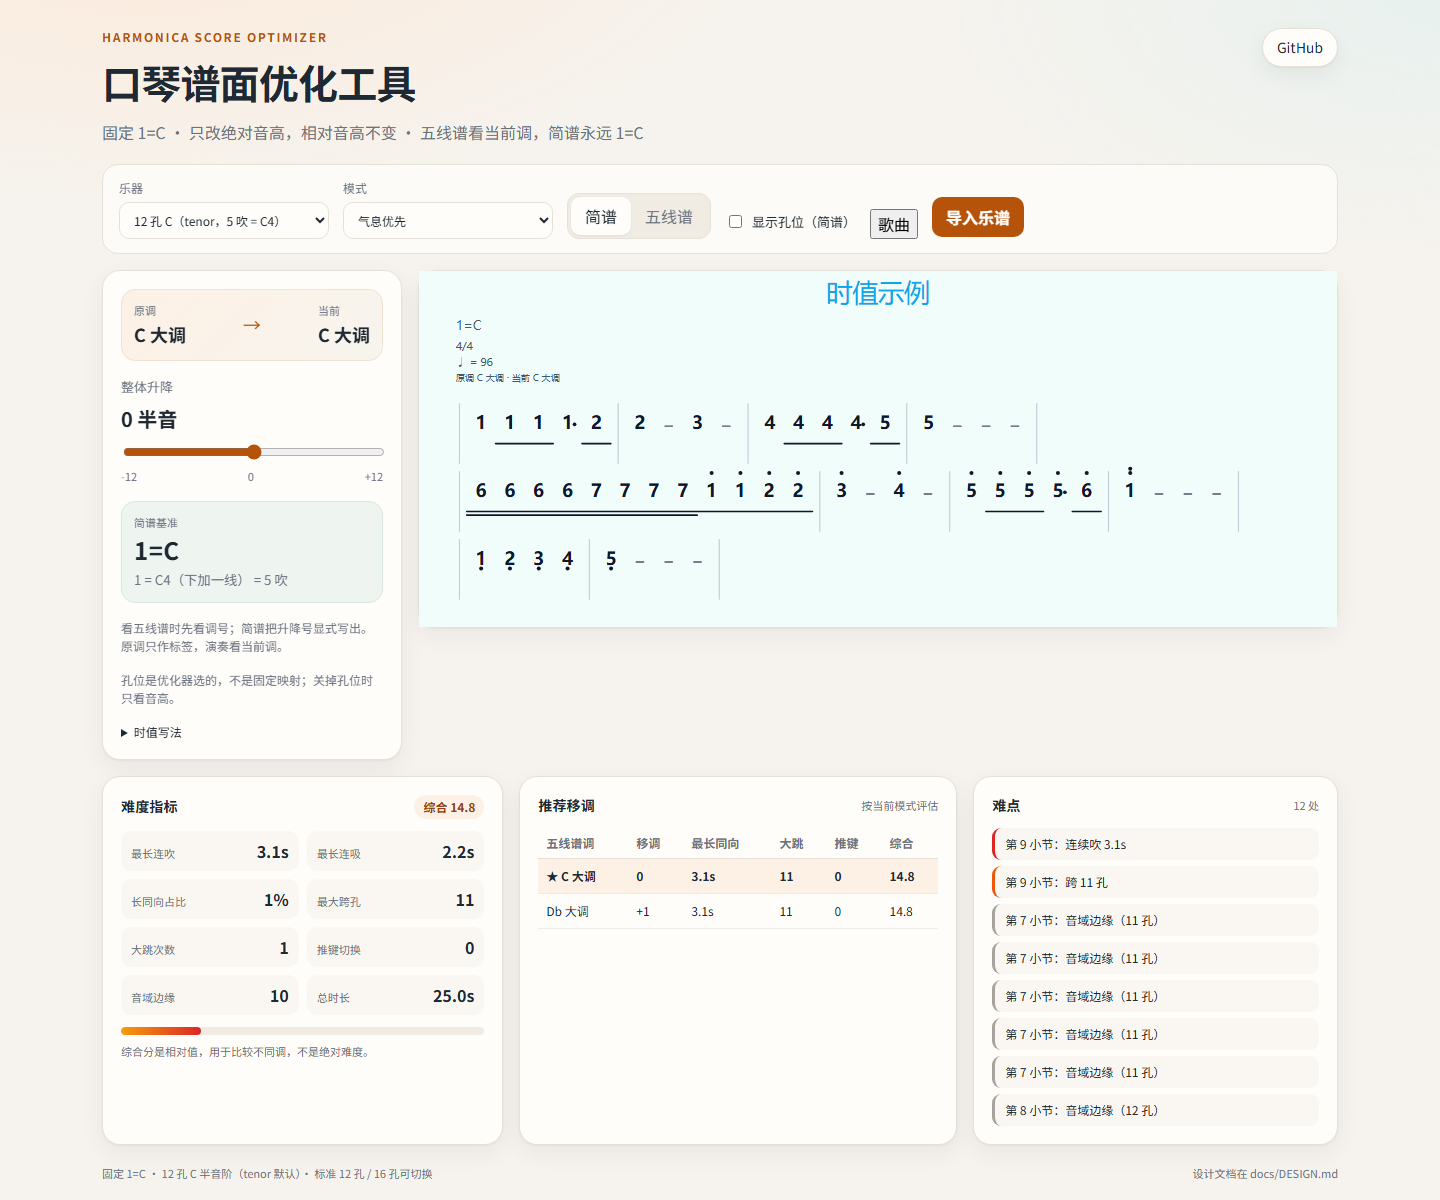 HARMONICA SCORE OPTIMIZER
GitHub
口琴谱面优化工具
固定 1=C · 只改绝对音高，相对音高不变 · 五线谱看当前调，简谱永远 1=C
乐器
12 孔 C（tenor，5 吹 = C4）
模式
气息优先
简谱
五线谱
显示孔位（简谱）
歌曲
导入乐谱
原调
C 大调
→
当前
C 大调
整体升降
0 半音
-12 0 +12
简谱基准
1=C
1 = C4（下加一线） = 5 吹
看五线谱时先看调号；简谱把升降号显式写出。
原调只作标签，演奏看当前调。
孔位是优化器选的，不是固定映射；关掉孔位时
只看音高。
▶ 时值写法
时值示例
1=C
4/4
♩ = 96
原调 C 大调 · 当前 C 大调
1 1 1 1· 2 | 2 – 3 – | 4 4 4 4· 5 | 5 – – –
6 6 6 6 7 7 7 7 1 1 2 2 | 3 – 4 – | 5 5 5 5· 6 | 1 – – –
1 2 3 4 | 5 – – –
难度指标
综合 14.8
最长连吹 3.1s
最长连吸 2.2s
长同向占比 1%
最大跨孔 11
大跳次数 1
推键切换 0
音域边缘 10
总时长 25.0s
综合分是相对值，用于比较不同调，不是绝对难度。
推荐移调
按当前模式评估
五线谱调 移调 最长同向 大跳 推键 综合
★ C 大调 0 3.1s 11 0 14.8
Db 大调 +1 3.1s 11 0 14.8
难点
12 处
第 9 小节：连续吹 3.1s
第 9 小节：跨 11 孔
第 7 小节：音域边缘（11 孔）
第 7 小节：音域边缘（11 孔）
第 7 小节：音域边缘（11 孔）
第 7 小节：音域边缘（11 孔）
第 7 小节：音域边缘（11 孔）
第 8 小节：音域边缘（12 孔）
固定 1=C · 12 孔 C 半音阶（tenor 默认）· 标准 12 孔 / 16 孔可切换
设计文档在 docs/DESIGN.md